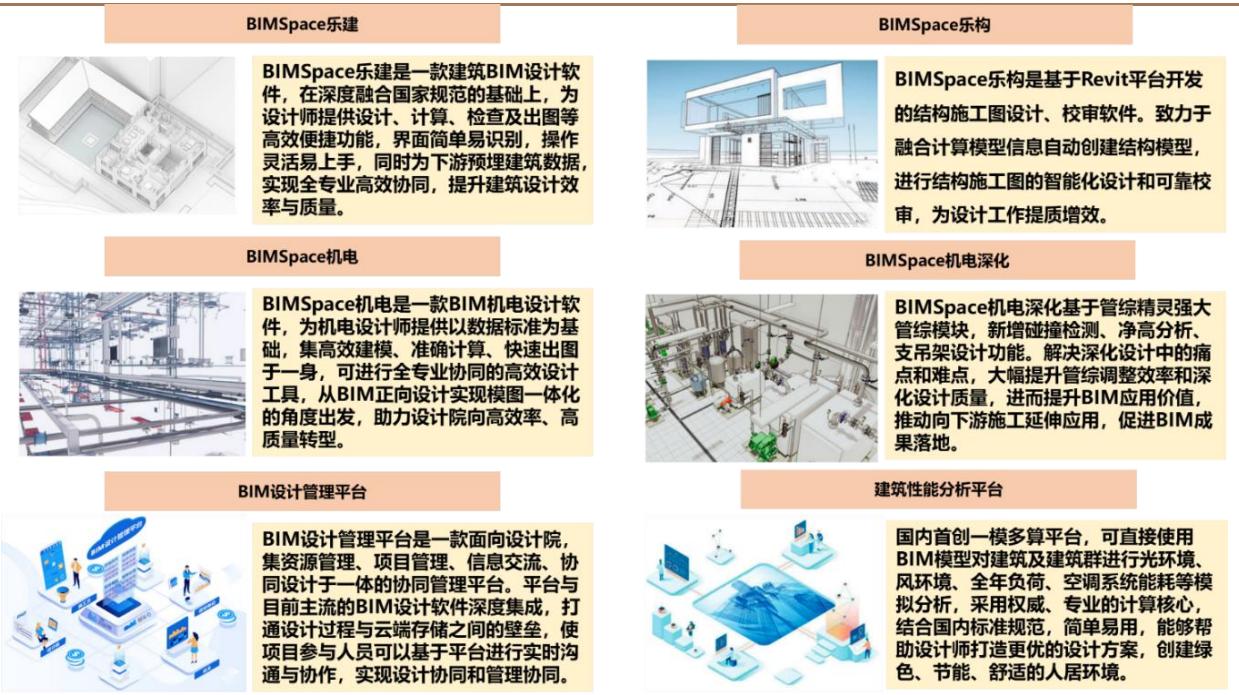 BIMSpace乐建
BIMSpace乐建是一款建筑BIM设计软
件，在深度融合国家规范的基础上，为
设计师提供设计、计算、检查及出图等
高效便捷功能，界面简单易识别，操作
灵活易上手，同时为下游预埋建筑数据，
实现全专业高效协同，提升建筑设计效
率与质量。
BIMSpace乐构
BIMSpace乐构是基于Revit平台开发
的结构施工图设计、校审软件。致力于
融合计算模型信息自动创建结构模型，
进行结构施工图的智能化设计和可靠校
审，为设计工作提质增效。
BIMSpace机电
BIMSpace机电是一款BIM机电设计软
件，为机电设计师提供以数据标准为基
础，集高效建模、准确计算、快速出图
于一身，可进行全专业协同的高效设计
工具，从BIM正向设计实现模图一体化
的角度出发，助力设计院向高效率、高
质量转型。
BIMSpace机电深化
BIMSpace机电深化基于管综精灵强大
管综模块，新增碰撞检测、净高分析、
支吊架设计功能。解决深化设计中的痛
点和难点，大幅提升管综调整效率和深
化设计质量，进而提升BIM应用价值，
推动向下游施工延伸应用，促进BIM成
果落地。
BIM设计管理平台
BIM设计管理平台
BIM设计管理平台是一款面向设计院，
集资源管理、项目管理、信息交流、协
同设计于一体的协同管理平台。平台与
目前主流的BIM设计软件深度集成，打
通设计过程与云端存储之间的壁垒，使
项目参与人员可以基于平台进行实时沟
通与协作，实现设计协同和管理协同。
建筑性能分析平台
国内首创一模多算平台，可直接使用
BIM模型对建筑及建筑群进行光环境、
风环境、全年负荷、空调系统能耗等模
拟分析，采用权威、专业的计算核心，
结合国内标准规范，简单易用，能够帮
助设计师打造更优的设计方案，创建绿
色、节能、舒适的人居环境。